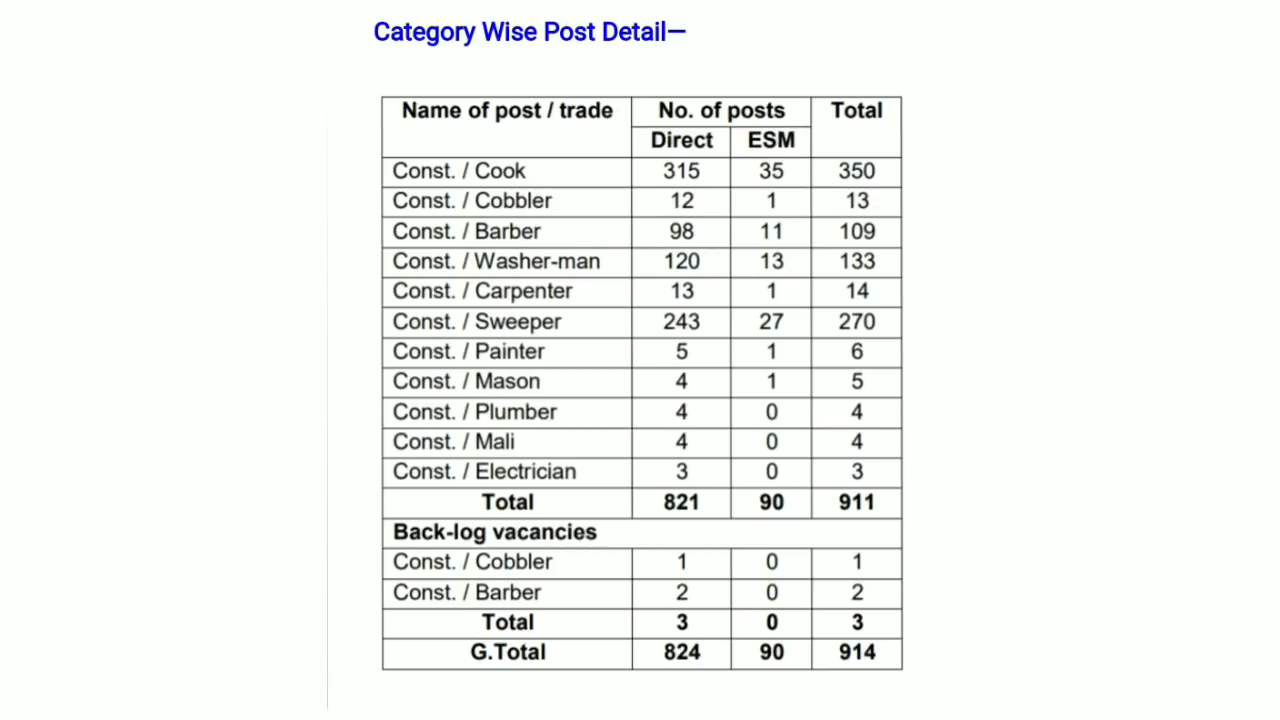 Category Wise Post Detail—
Name of post / trade No. of posts Total
Direct ESM
Const. / Cook 315 35 350
Const. / Cobbler 12 1 13
Const. / Barber 98 11 109
Const. / Washer-man 120 13 133
Const. / Carpenter 13 1 14
Const. / Sweeper 243 27 270
Const. / Painter 5 1 6
Const. / Mason 4 1 5
Const. / Plumber 4 0 4
Const. / Mali 4 0 4
Const. / Electrician 3 0 3
Total 821 90 911
Back-log vacancies
Const. / Cobbler 1 0 1
Const. / Barber 2 0 2
Total 3 0 3
G.Total 824 90 914